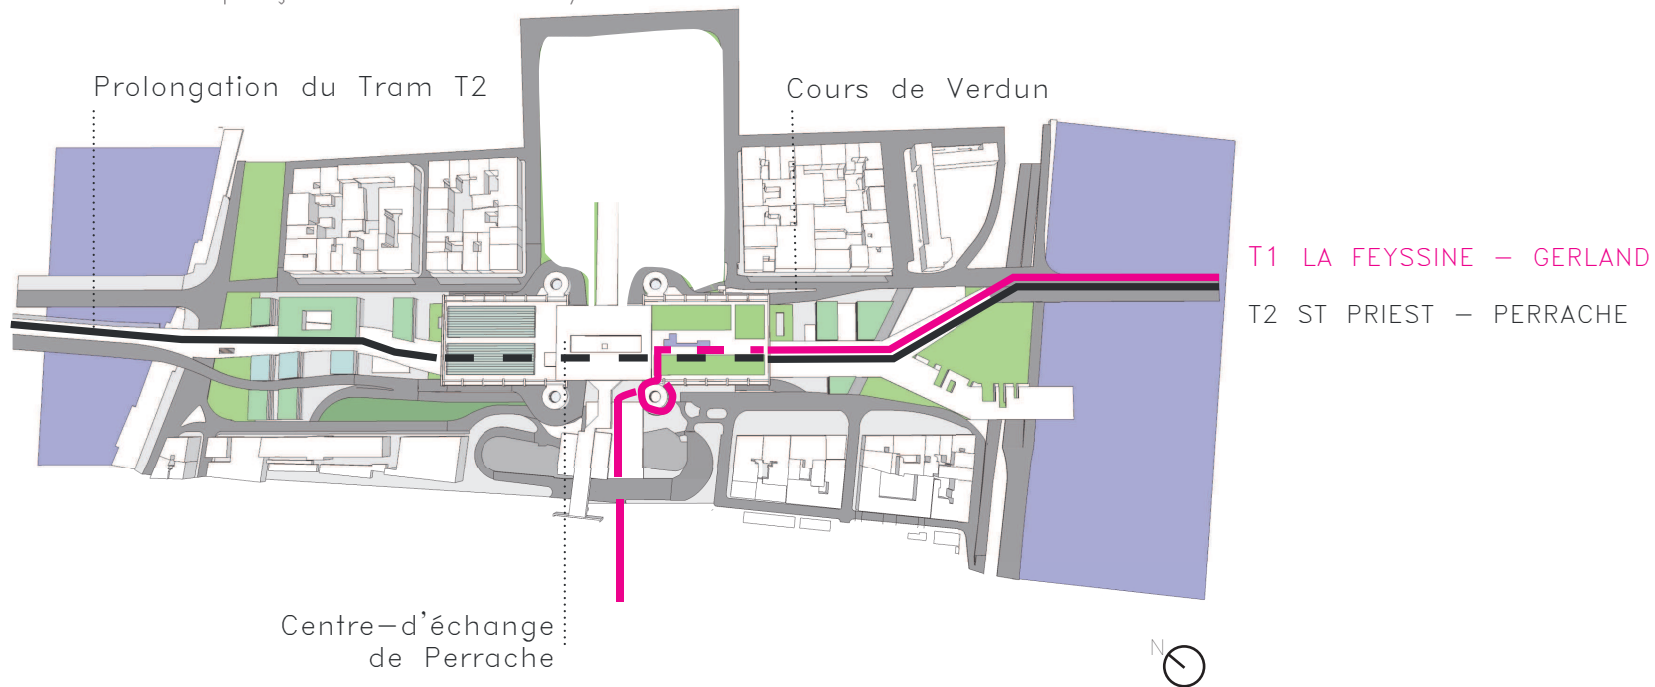 Prolongation du Tram T2
Cours de Verdun
T1 LA FEYSSINE – GERLAND
T2 ST PRIEST – PERRACHE
Centre–d'échange
de Perrache
N